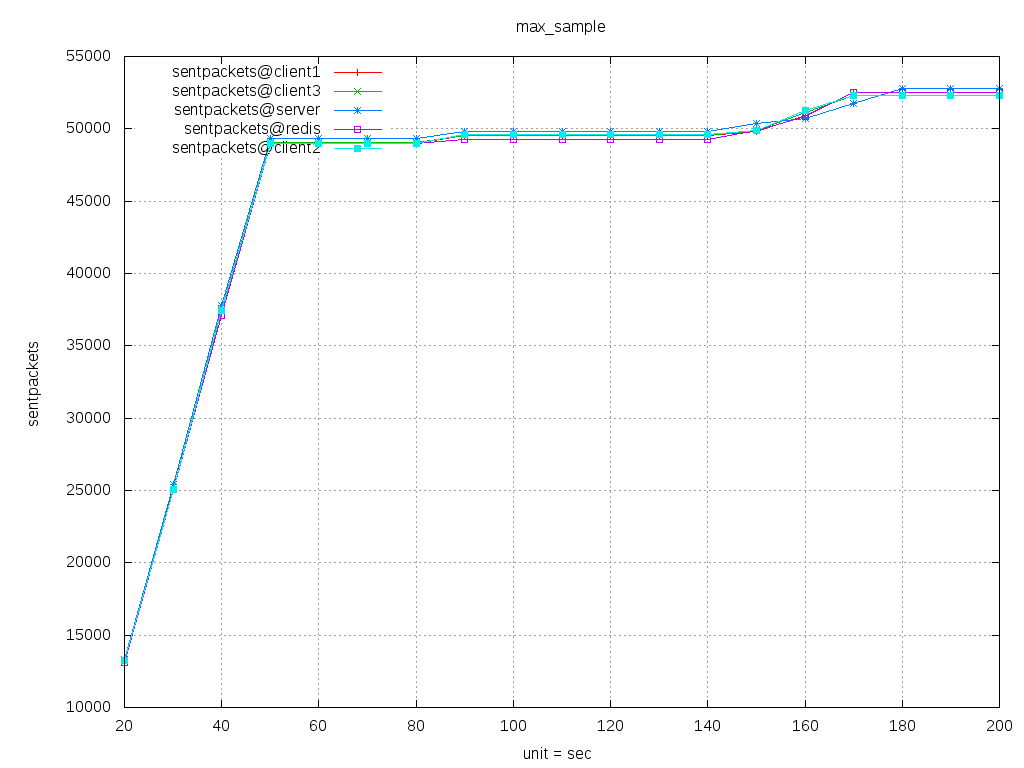 max_sample
55000
50000
45000
40000
35000
30000
25000
20000
15000
10000
sentpackets
sentpackets@client1
sentpackets@client3
sentpackets@server
sentpackets@redis
sentpackets@client2
20 40 60 80 100 120 140 160 180 200
unit = sec